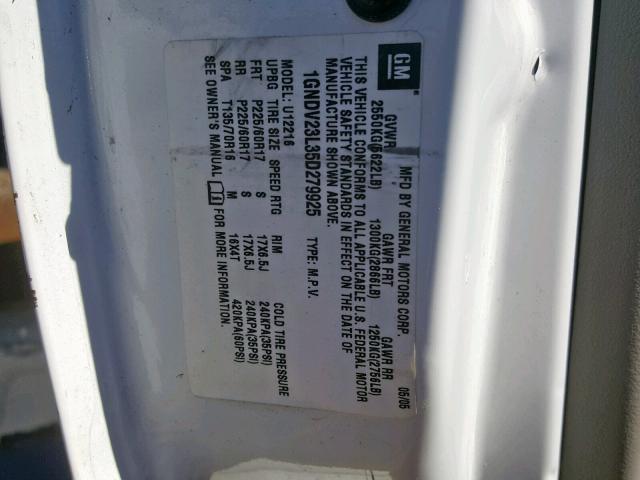 GM
MFD BY GENERAL MOTORS CORP. 05/05
GVWR GAWR FRT GAWR RR
2550KG(5622LB) 1300KG(2866LB) 1250KG(2756LB)
THIS VEHICLE CONFORMS TO ALL APPLICABLE U.S. FEDERAL MOTOR
VEHICLE SAFETY STANDARDS IN EFFECT ON THE DATE OF
MANUFACTURE SHOWN ABOVE.
1GNDV23L35D279925 TYPE: M.P.V.
MODEL: U12216
UPBG TIRE SIZE SPEED RTG RIM COLD TIRE PRESSURE
FRT P225/60R17 S 17X6.5J 240KPA(35PSI)
RR P225/60R17 S 17X6.5J 240KPA(35PSI)
SPA T135/70R16 M 16X4T 420KPA(60PSI)
SEE OWNER'S MANUAL FOR MORE INFORMATION.